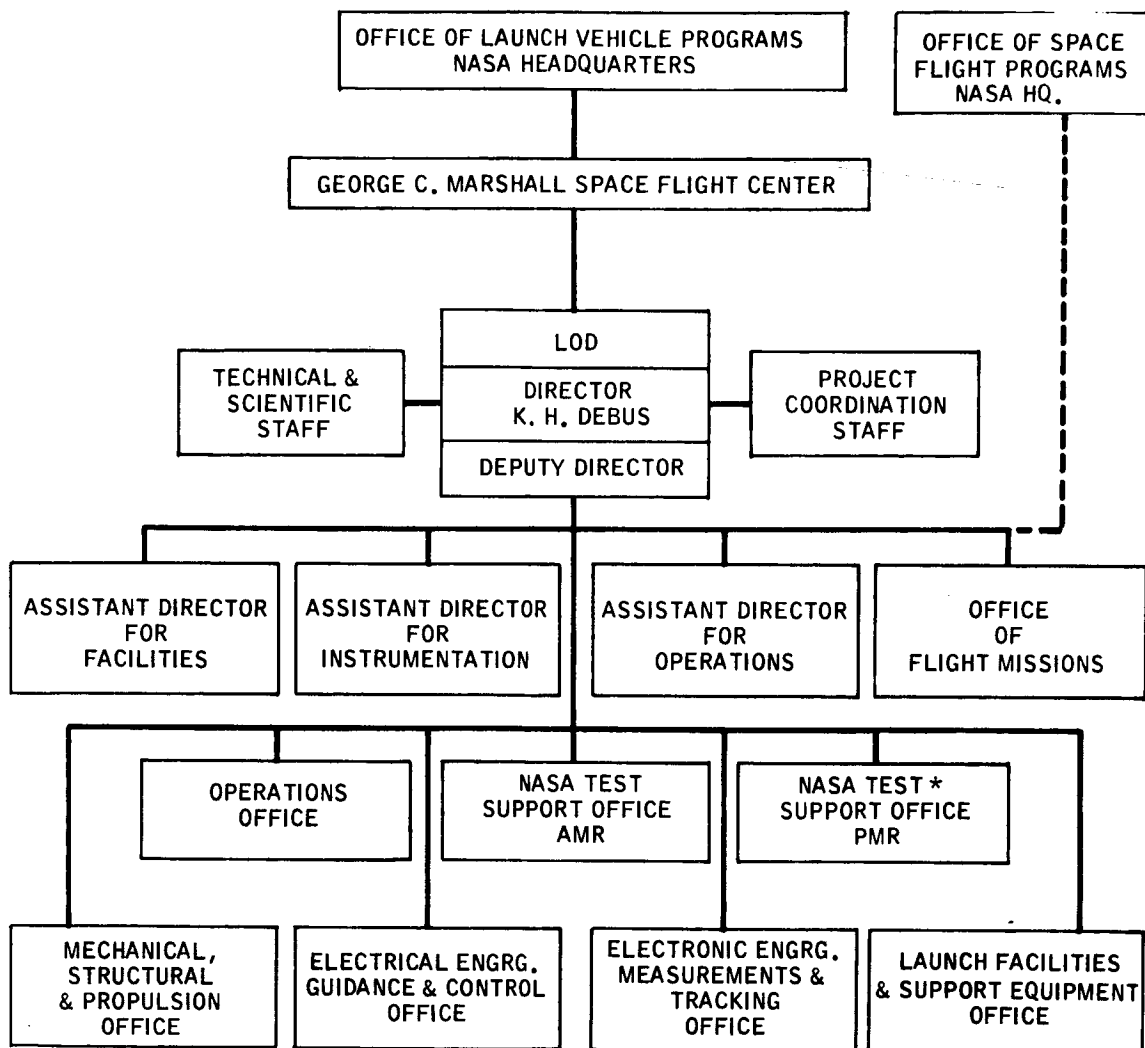 OFFICE OF LAUNCH VEHICLE PROGRAMS
NASA HEADQUARTERS
OFFICE OF SPACE
FLIGHT PROGRAMS
NASA HQ.
GEORGE C. MARSHALL SPACE FLIGHT CENTER
TECHNICAL &
SCIENTIFIC
STAFF
LOD
DIRECTOR
K. H. DEBUS
DEPUTY DIRECTOR
PROJECT
COORDINATION
STAFF
ASSISTANT DIRECTOR
FOR
FACILITIES
ASSISTANT DIRECTOR
FOR
INSTRUMENTATION
ASSISTANT DIRECTOR
FOR
OPERATIONS
OFFICE
OF
FLIGHT MISSIONS
OPERATIONS
OFFICE
NASA TEST
SUPPORT OFFICE
AMR
NASA TEST *
SUPPORT OFFICE
PMR
MECHANICAL,
STRUCTURAL
& PROPULSION
OFFICE
ELECTRICAL ENGRG.
GUIDANCE & CONTROL
OFFICE
ELECTRONIC ENGRG.
MEASUREMENTS &
TRACKING
OFFICE
LAUNCH FACILITIES
& SUPPORT EQUIPMENT
OFFICE